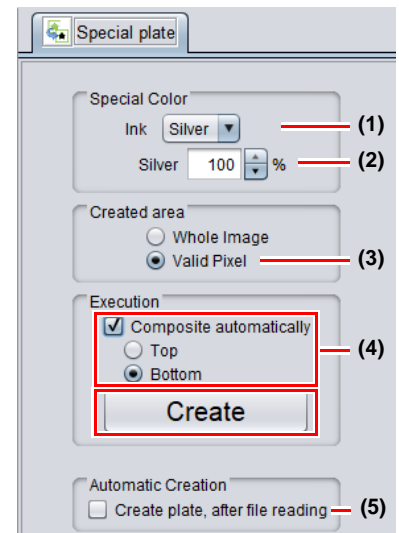 Special plate
Special Color
Ink Silver (1)
Silver 100 % (2)
Created area
Whole Image
Valid Pixel (3)
Execution
Composite automatically
Top (4)
Bottom
Create
Automatic Creation
Create plate, after file reading (5)